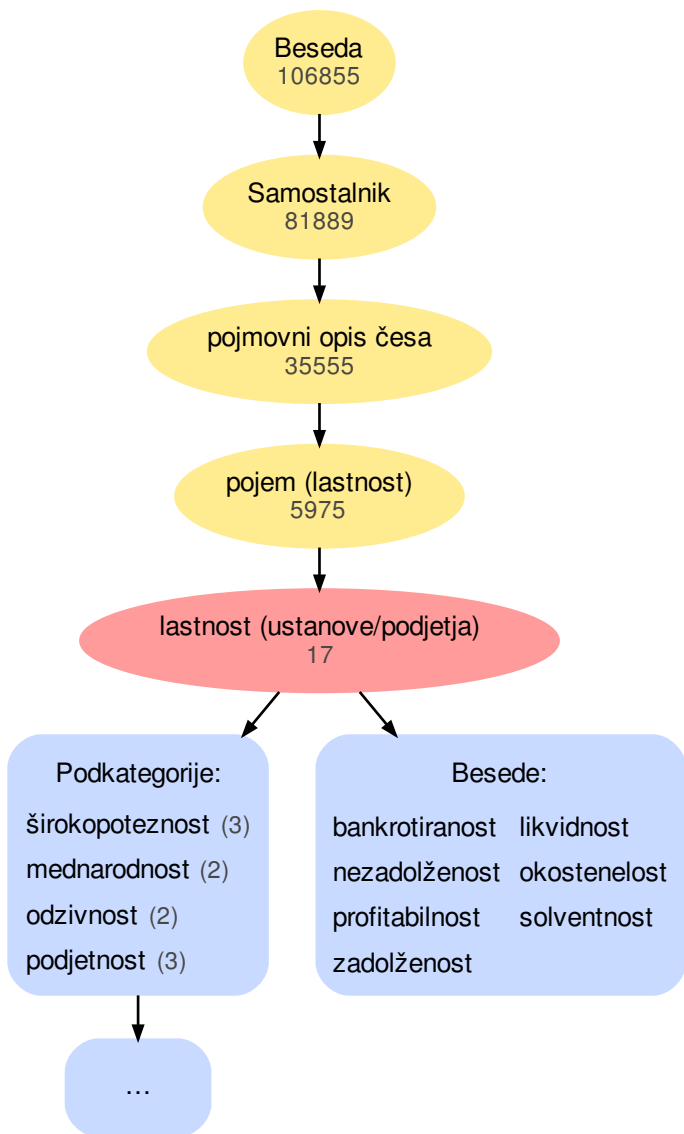 Beseda
106855
Samostalnik
81889
pojmovni opis česa
35555
pojem (lastnost)
5975
lastnost (ustanove/podjetja)
17
Podkategorije:
širokopoteznost (3)
mednarodnost (2)
odzivnost (2)
podjetnost (3)
Besede:
bankrotiranost likvidnost
nezadolženost okostenelost
profitabilnost solventnost
zadolženost
...